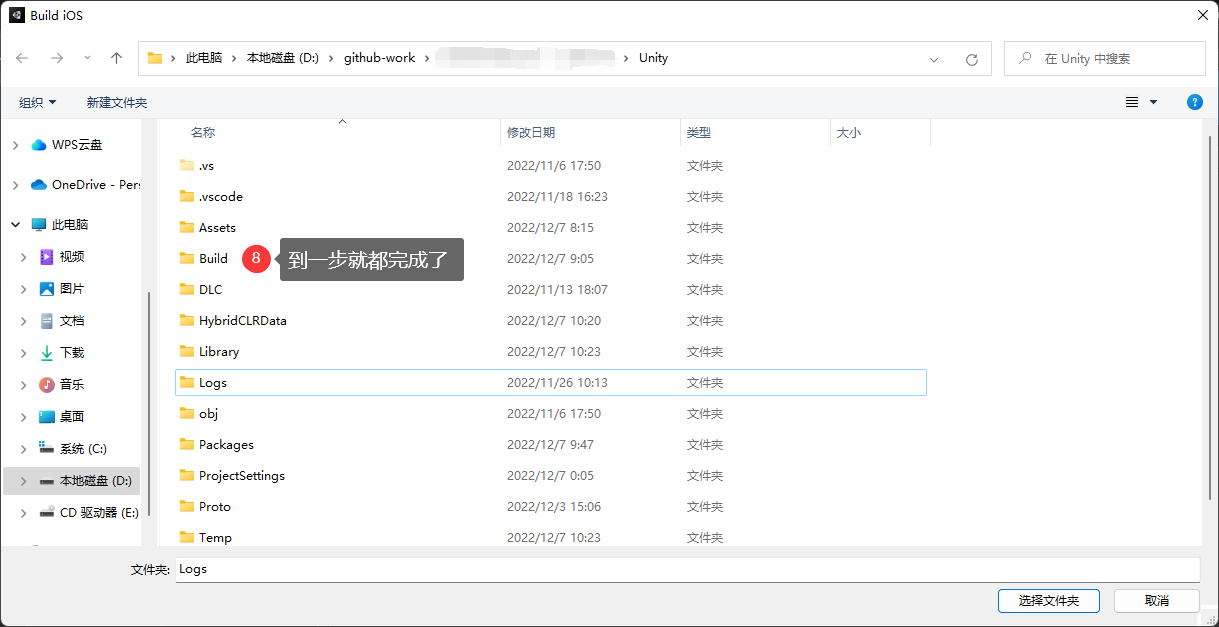 Build iOS
此电脑 本地磁盘 (D:) github-work Unity
在 Unity 中搜索
组织 新建文件夹
名称 修改日期 类型 大小
WPS云盘
OneDrive - Pers
此电脑
视频
图片
文档
下载
音乐
桌面
系统 (C:)
本地磁盘 (D:)
CD 驱动器 (E:)
.vs 2022/11/6 17:50 文件夹
.vscode 2022/11/18 16:23 文件夹
Assets 2022/12/7 8:15 文件夹
Build 8 到一步就都完成了 2022/12/7 9:05 文件夹
DLC 2022/11/13 18:07 文件夹
HybridCLRData 2022/12/7 10:20 文件夹
Library 2022/12/7 10:23 文件夹
Logs 2022/11/26 10:13 文件夹
obj 2022/11/6 17:50 文件夹
Packages 2022/12/7 9:47 文件夹
ProjectSettings 2022/12/7 0:05 文件夹
Proto 2022/12/3 15:06 文件夹
Temp 2022/12/7 10:23 文件夹
文件夹: Logs
选择文件夹 取消